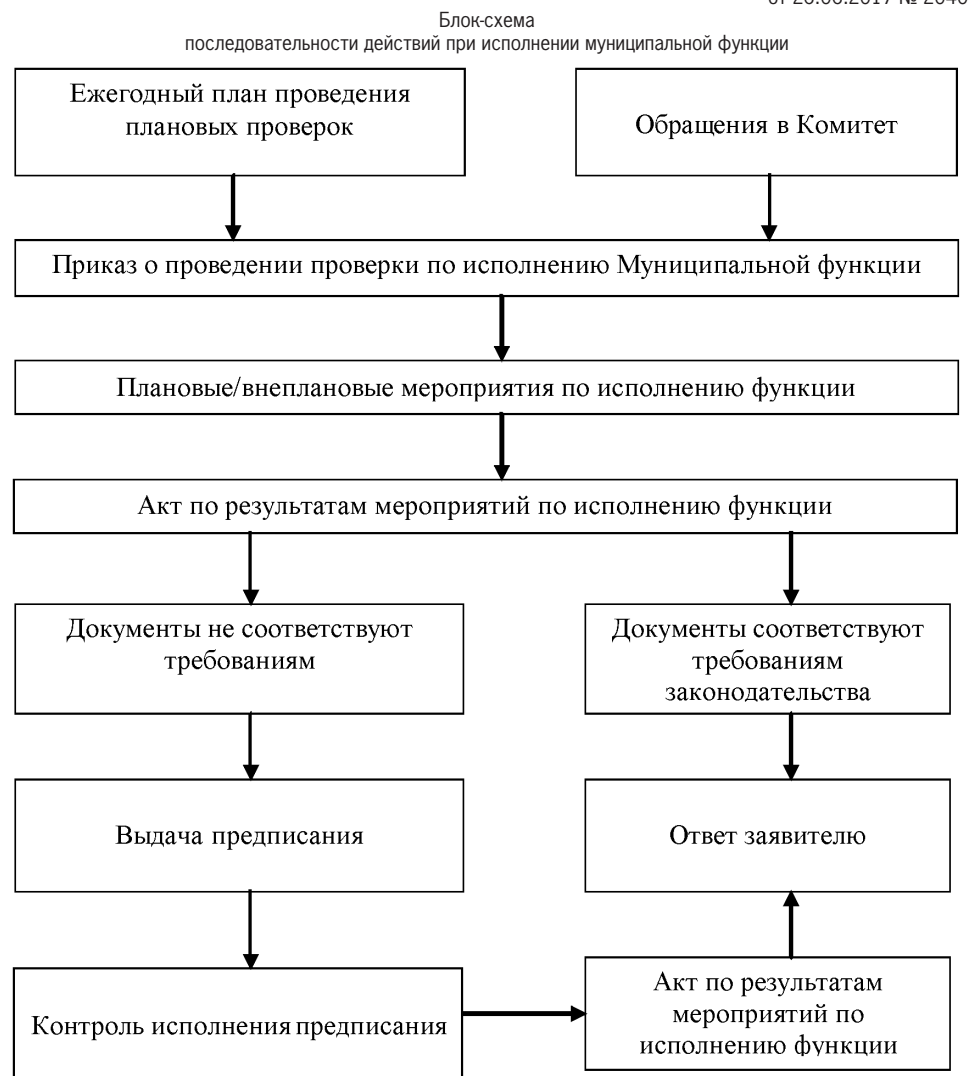 Блок-схема
последовательности действий при исполнении муниципальной функции
Ежегодный план проведения
плановых проверок
Обращения в Комитет
Приказ о проведении проверки по исполнению Муниципальной функции
Плановые/внеплановые мероприятия по исполнению функции
Акт по результатам мероприятий по исполнению функции
Документы не соответствуют
требованиям
Документы соответствуют
требованиям
законодательства
Выдача предписания
Ответ заявителю
Контроль исполнения предписания
Акт по результатам
мероприятий по
исполнению функции